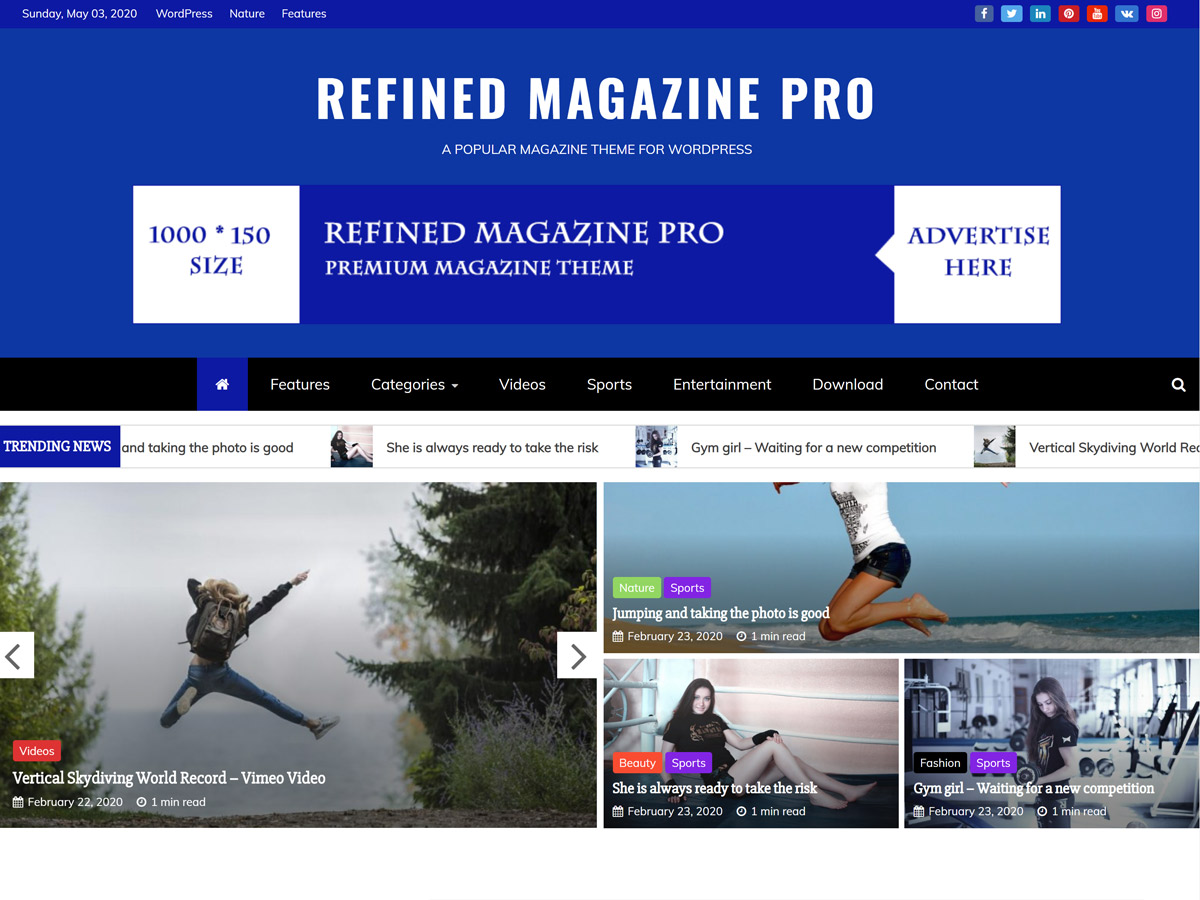 Sunday, May 03, 2020 WordPress Nature Features
REFINED MAGAZINE PRO
A POPULAR MAGAZINE THEME FOR WORDPRESS
1000 * 150
SIZE
REFINED MAGAZINE PRO
PREMIUM MAGAZINE THEME
ADVERTISE
HERE
Features Categories Videos Sports Entertainment Download Contact
TRENDING NEWS and taking the photo is good She is always ready to take the risk Gym girl – Waiting for a new competition Vertical Skydiving World Rec
Videos
Vertical Skydiving World Record – Vimeo Video
February 22, 2020 1 min read
Nature Sports
Jumping and taking the photo is good
February 23, 2020 1 min read
Beauty Sports
She is always ready to take the risk
February 23, 2020 1 min read
Fashion Sports
Gym girl – Waiting for a new competition
February 23, 2020 1 min read